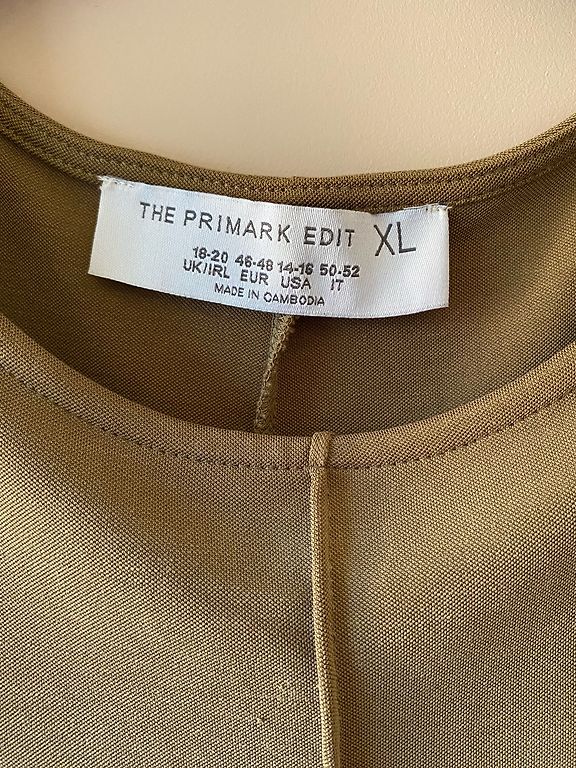 THE PRIMARK EDIT XL
18-20 46-48 14-16 50-52
UK/IRL EUR USA IT
MADE IN CAMBODIA